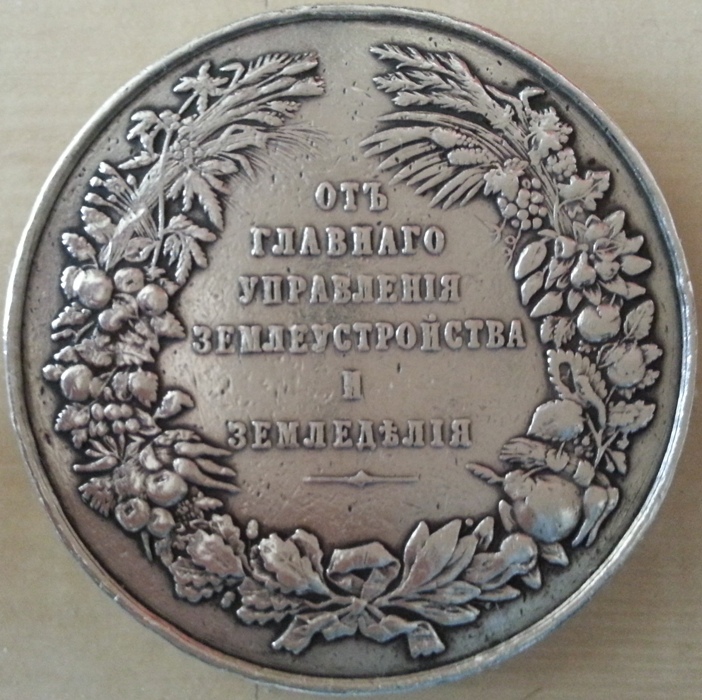 ОТЪ
ГЛАВНАГО
УПРАВЛЕНІЯ
ЗЕМЛЕУСТРОЙСТВА
И
ЗЕМЛЕДѢЛІЯ